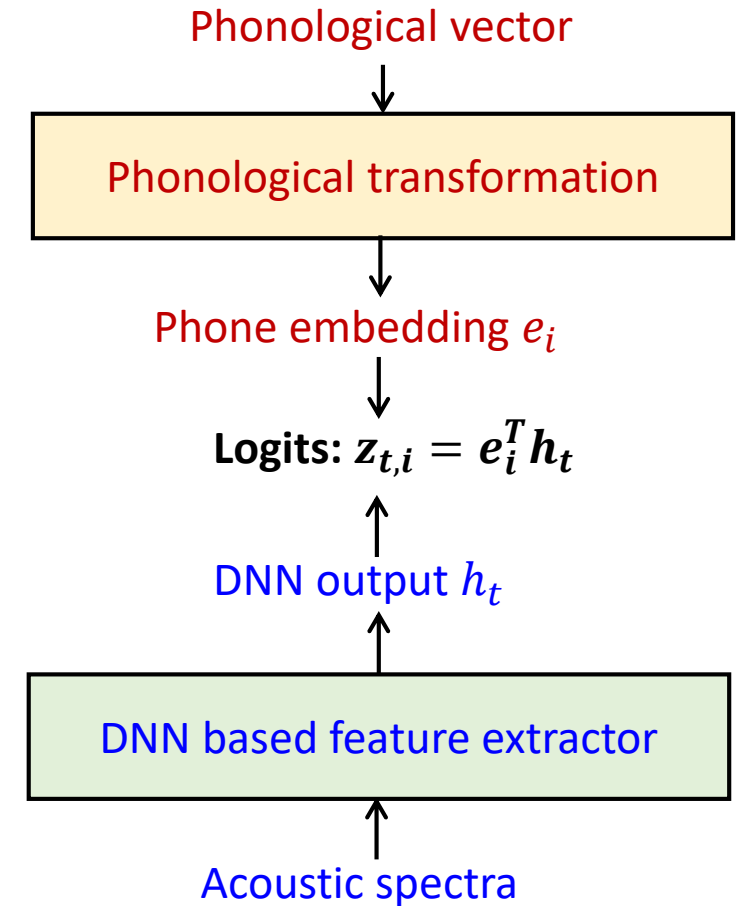 Phonological vector
Phonological transformation
Phone embedding $e_i$
Logits: $z_{t,i} = e_i^T h_t$
DNN output $h_t$
DNN based feature extractor
Acoustic spectra